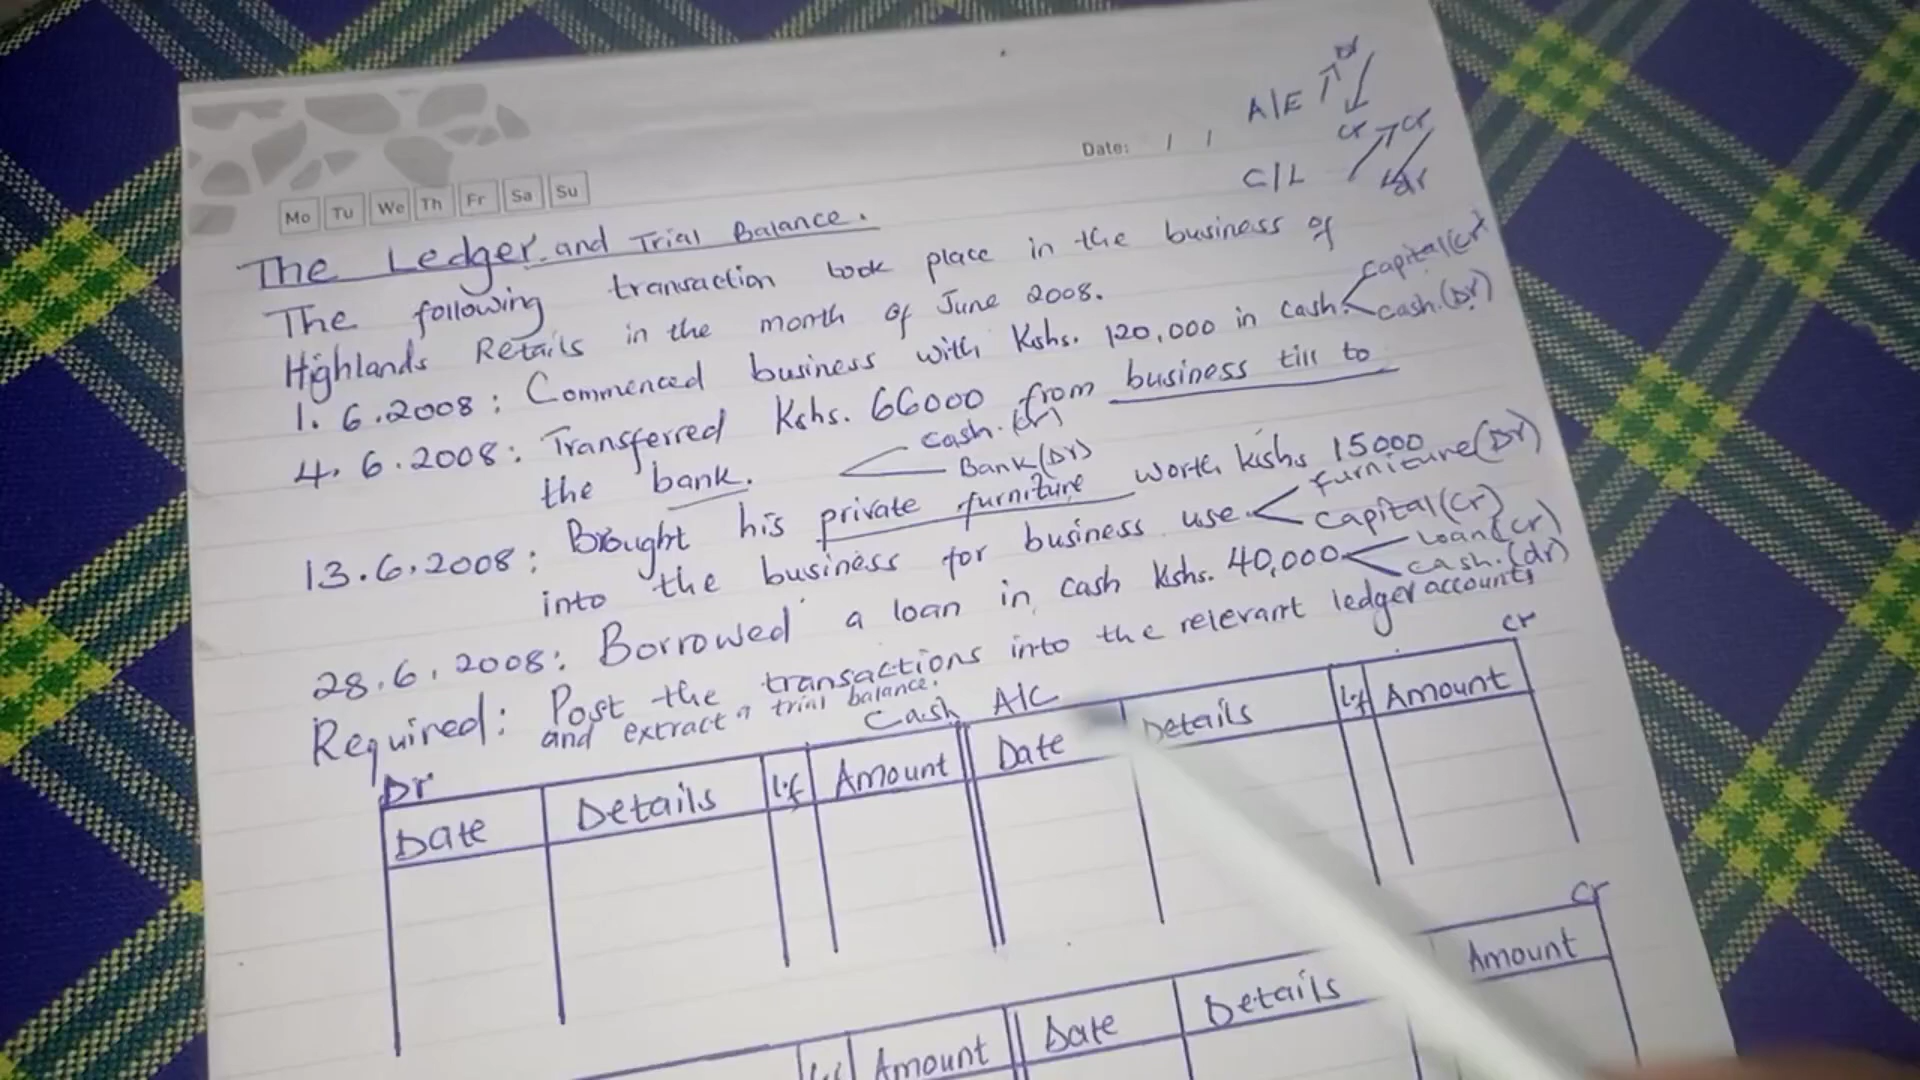 A/E Dr
Cr
C/L Cr
dr
Date: / /
Mo Tu We Th Fr Sa Su
The Ledger and Trial Balance.
The following transaction took place in the business of
Highlands Retails in the month of June 2008.
1. 6.2008: Commenced business with Kshs. 120,000 in cash. Capital (cr)
cash. (Dr)
4. 6.2008: Transferred Kshs. 66000 from business till to
the bank. Cash. (cr)
Bank (Dr)
13.6.2008: Brought his private furniture worth kshs 15000
into the business for business use. furniture (Dr)
Capital (Cr)
28.6.2008: Borrowed a loan in cash Kshs. 40,000 Loan (cr)
cash. (dr)
Required: Post the transactions into the relevant ledger accounts
and extract a trial balance.
Cash A/C
Dr Cr
Date Details l.f Amount Date Details l.f Amount
Cr
Amount Date Details Amount